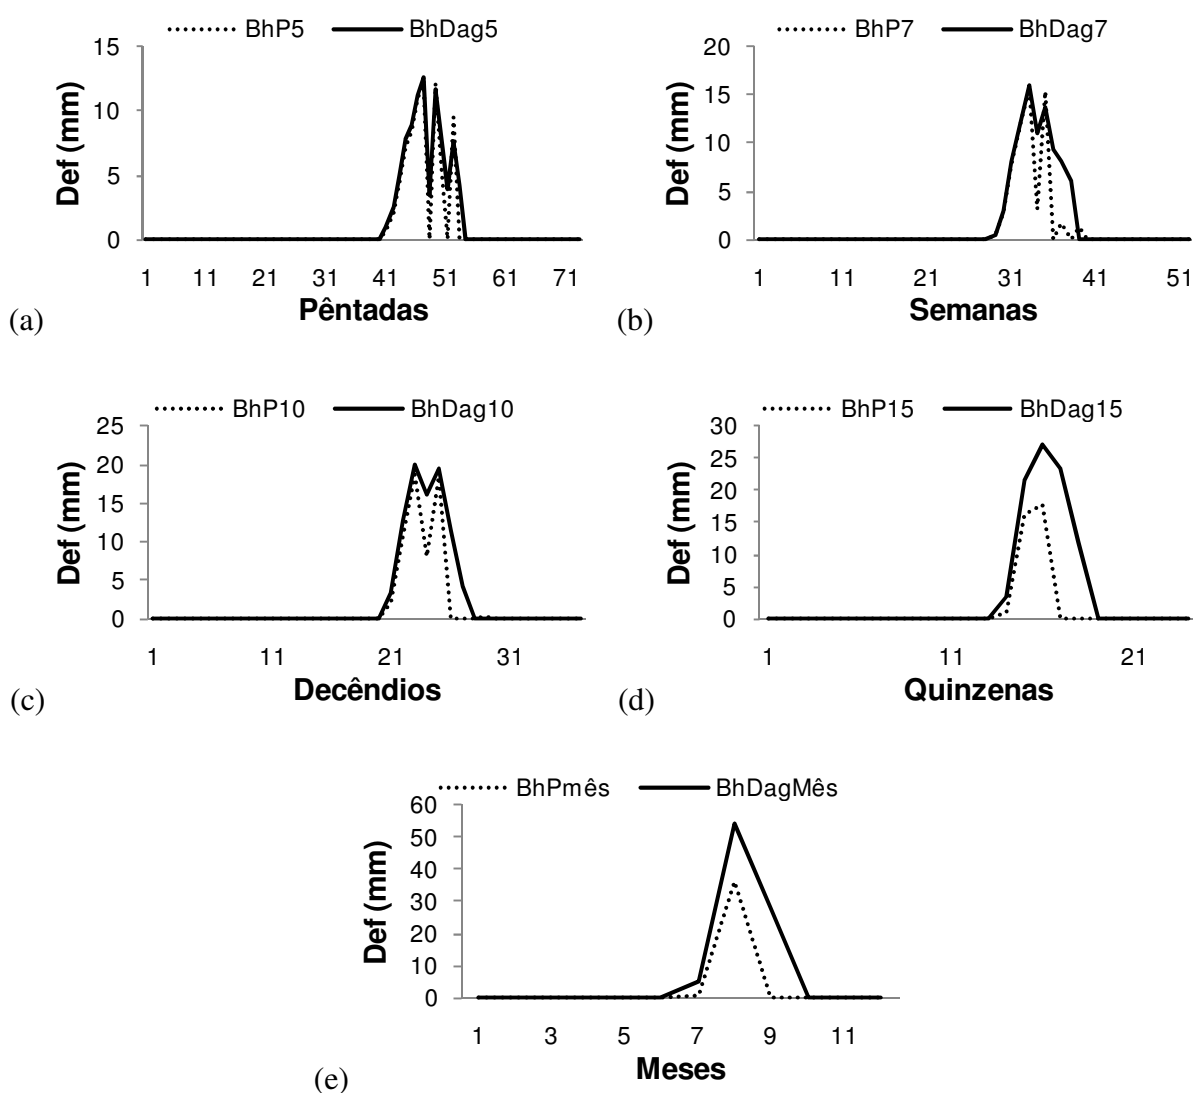 BhP5 BhDag5
15
10
5
0
Def (mm)
1 11 21 31 41 51 61 71
Pêntadas
(a)
BhP7 BhDag7
20
15
10
5
0
Def (mm)
1 11 21 31 41 51
Semanas
(b)
BhP10 BhDag10
25
20
15
10
5
0
Def (mm)
1 11 21 31
Decêndios
(c)
BhP15 BhDag15
30
25
20
15
10
5
0
Def (mm)
1 11 21
Quinzenas
(d)
BhPmês BhDagMês
60
50
40
30
20
10
0
Def (mm)
1 3 5 7 9 11
Meses
(e)